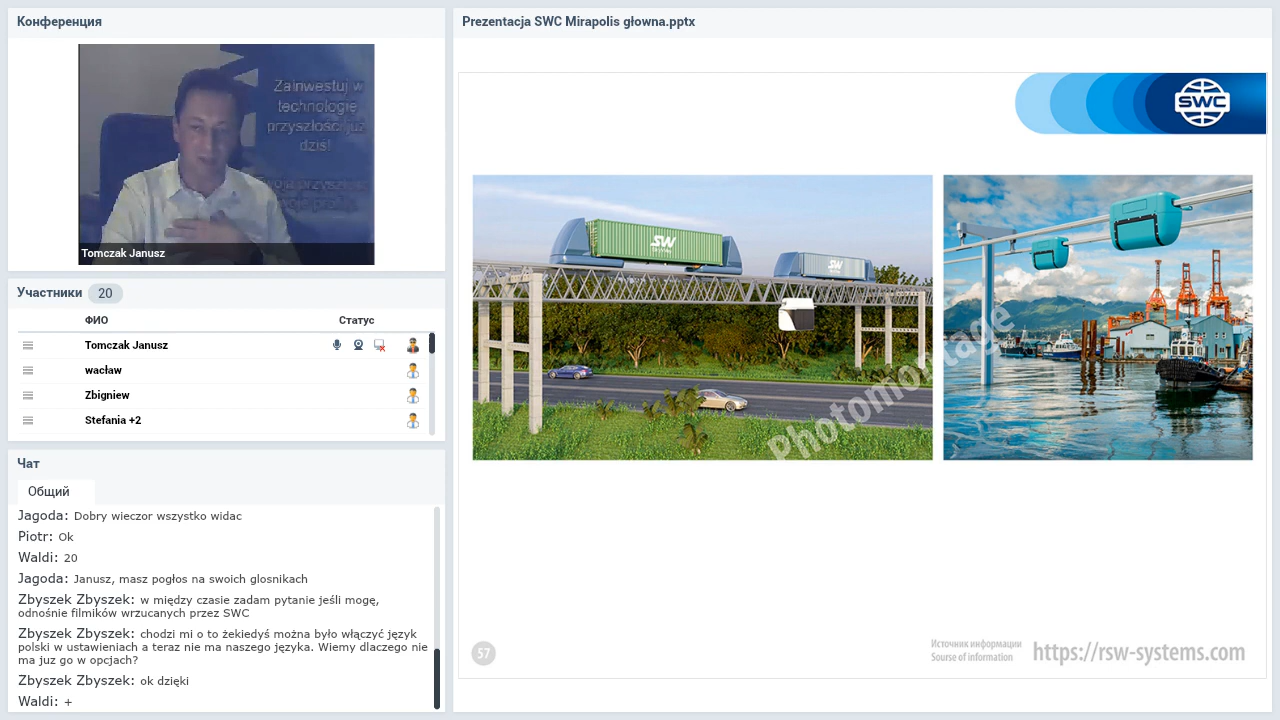 Конференция
Zainwestuj w
technologię
przyszłości już
dziś!
Tomczak Janusz
Участники 20
ФИО Статус
Tomczak Janusz
wacław
Zbigniew
Stefania +2
Чат
Общий
Jagoda: Dobry wieczor wszystko widac
Piotr: Ok
Waldi: 20
Jagoda: Janusz, masz pogłos na swoich glosnikach
Zbyszek Zbyszek: w między czasie zadam pytanie jeśli mogę,
odnośnie filmików wrzucanych przez SWC
Zbyszek Zbyszek: chodzi mi o to żekiedyś można było włączyć język
polski w ustawieniach a teraz nie ma naszego języka. Wiemy dlaczego nie
ma juz go w opcjach?
Zbyszek Zbyszek: ok dzięki
Waldi: +
Prezentacja SWC Mirapolis głowna.pptx
SWC
SW
SW
Photomontage
57
Источник информации
Sourse of information
https://rsw-systems.com